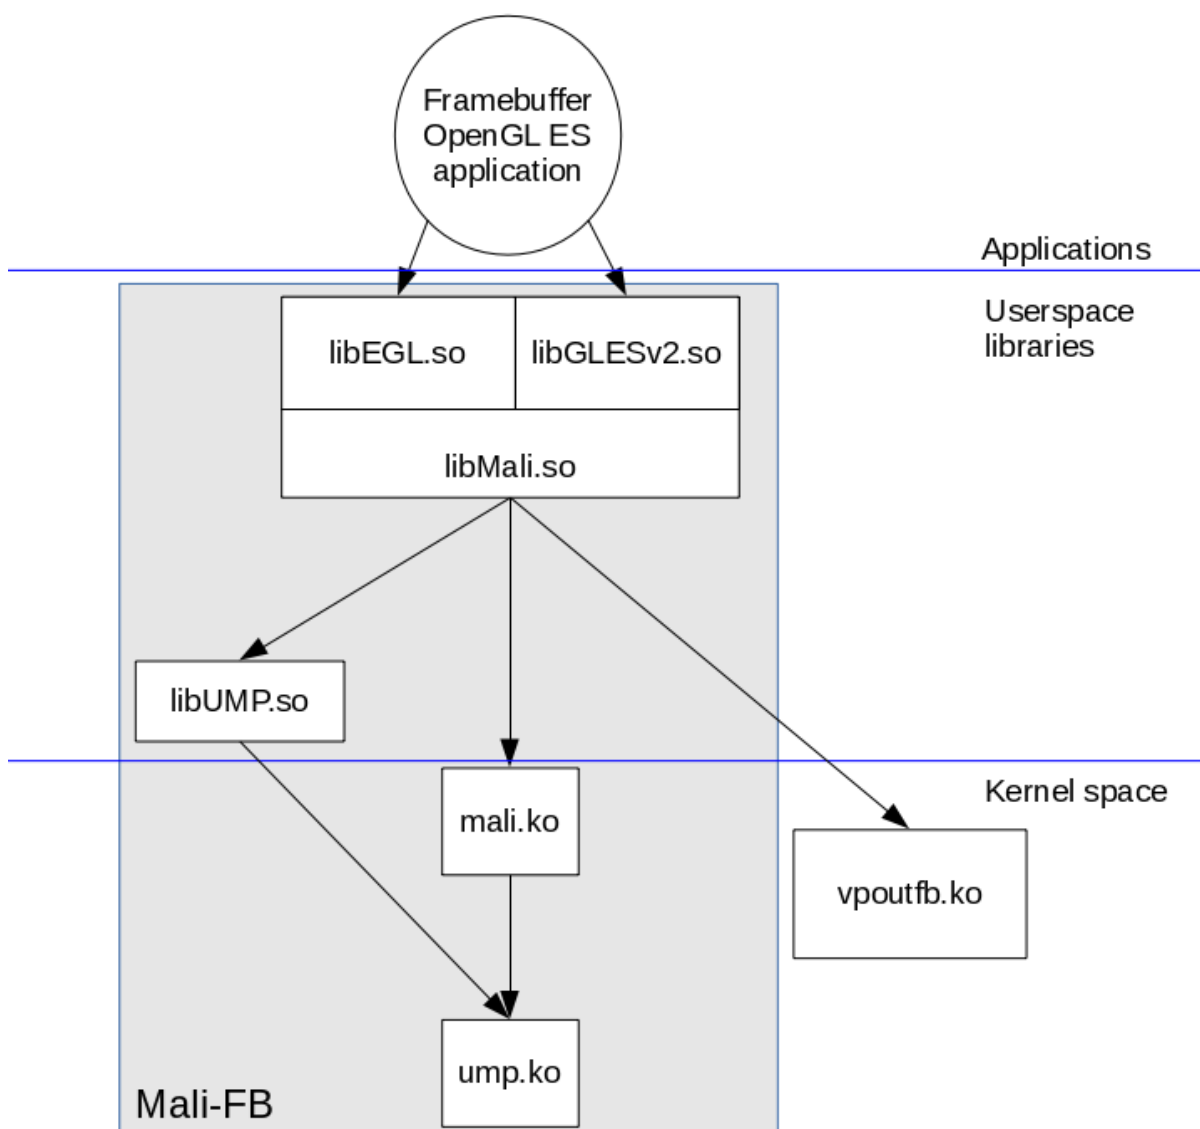 Framebuffer
OpenGL ES
application
Applications
Userspace
libraries
libEGL.so
libGLESv2.so
libMali.so
libUMP.so
Kernel space
mali.ko
vpoutfb.ko
ump.ko
Mali-FB